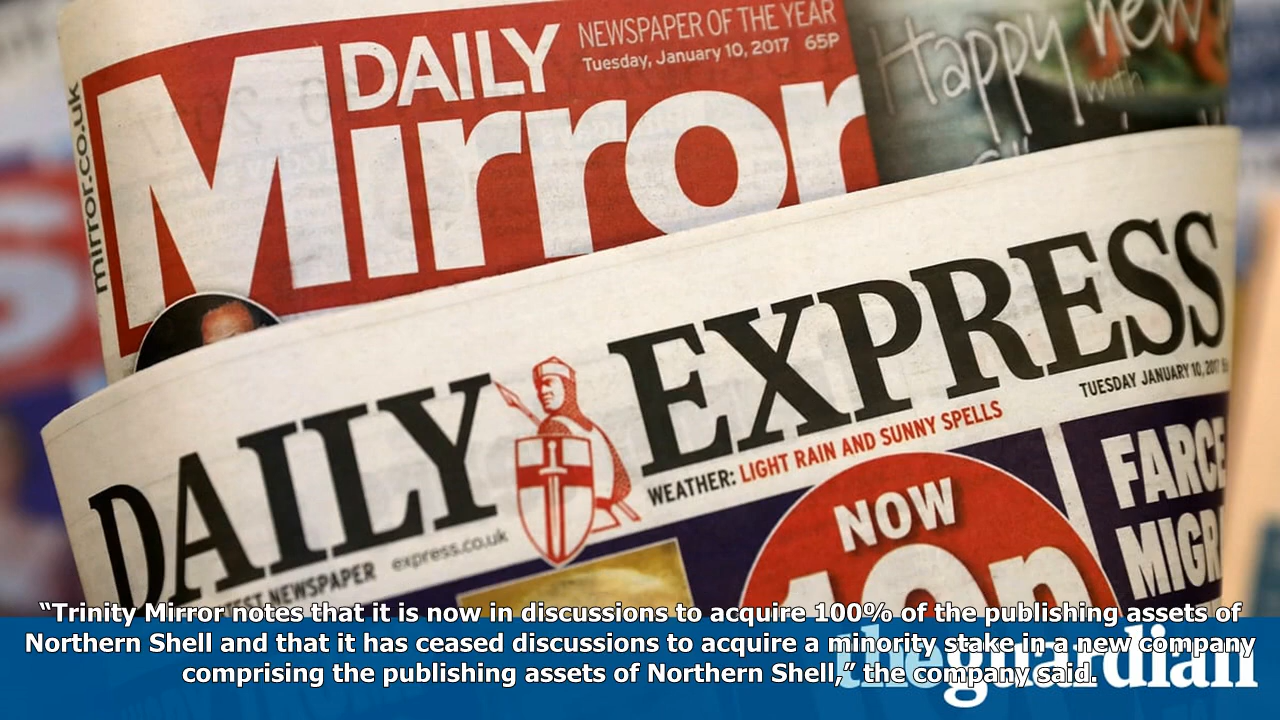 DAILY
Mirror
NEWSPAPER OF THE YEAR
Tuesday, January 10, 2017 65P
mirror.co.uk
Happy new
with
DAILY EXPRESS
TUESDAY JANUARY 10, 2017
WEATHER: LIGHT RAIN AND SUNNY SPELLS
NEWSPAPER express.co.uk
NOW
10p
FARCE
MIGR
“Trinity Mirror notes that it is now in discussions to acquire 100% of the publishing assets of
Northern Shell and that it has ceased discussions to acquire a minority stake in a new company
comprising the publishing assets of Northern Shell,” the company said.
theguardian